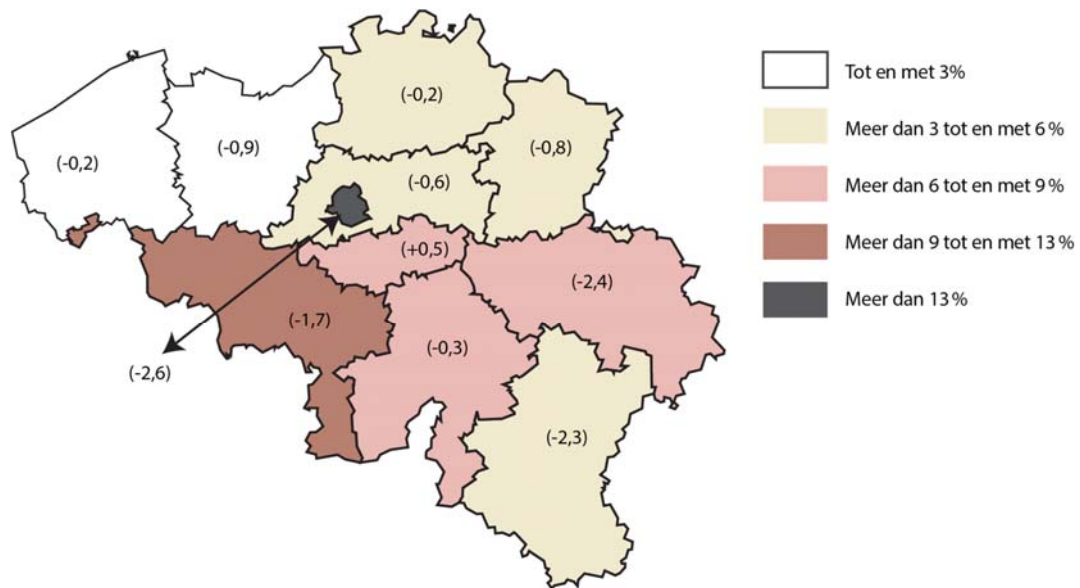 (-0,2)
(-0,9)
(-0,2)
(-0,8)
(-0,6)
(+0,5)
(-2,4)
(-1,7)
(-0,3)
(-2,6)
(-2,3)
Tot en met 3%
Meer dan 3 tot en met 6 %
Meer dan 6 tot en met 9 %
Meer dan 9 tot en met 13 %
Meer dan 13 %